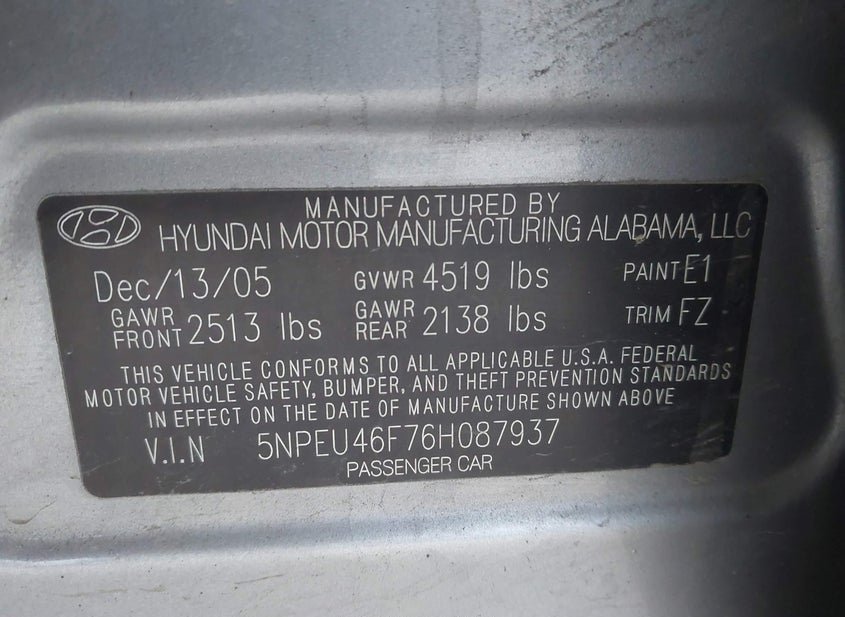 MANUFACTURED BY
HYUNDAI MOTOR MANUFACTURING ALABAMA, LLC
Dec/13/05 GVWR 4519 lbs PAINT E1
GAWR FRONT 2513 lbs GAWR REAR 2138 lbs TRIM FZ
THIS VEHICLE CONFORMS TO ALL APPLICABLE U.S.A. FEDERAL
MOTOR VEHICLE SAFETY, BUMPER, AND THEFT PREVENTION STANDARDS
IN EFFECT ON THE DATE OF MANUFACTURE SHOWN ABOVE
V.I.N 5NPEU46F76H087937
PASSENGER CAR